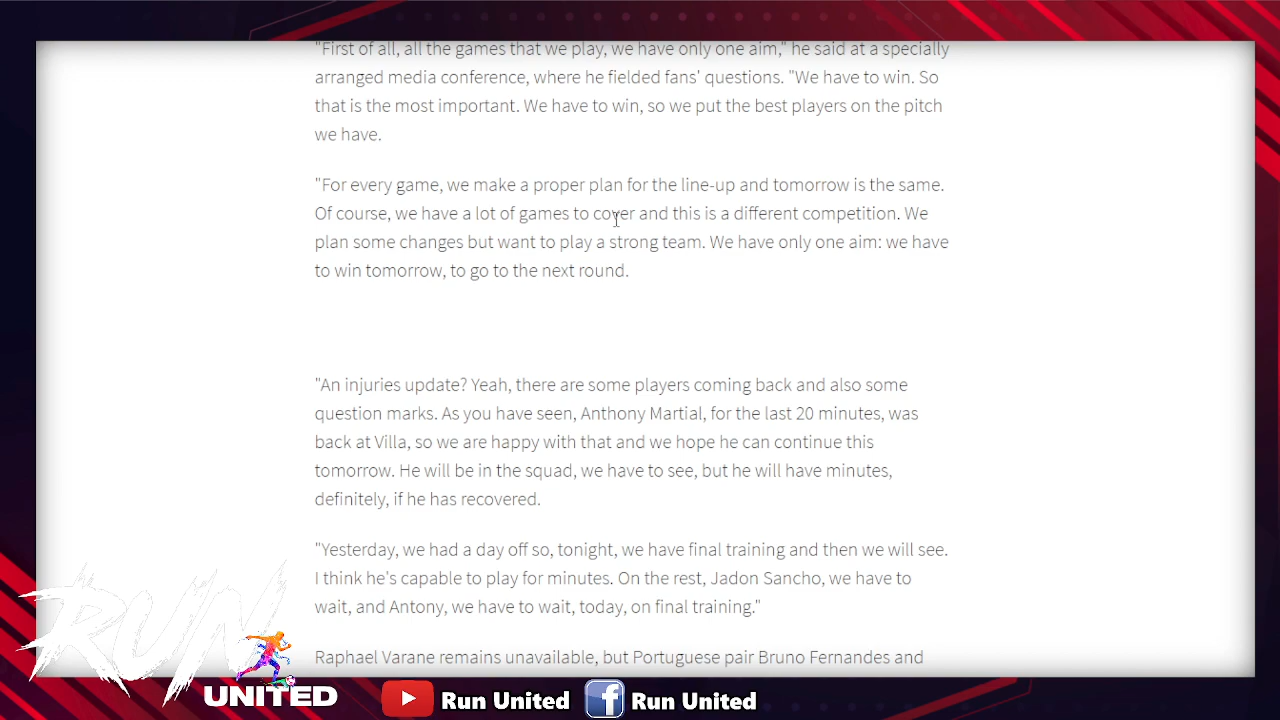 "First of all, all the games that we play, we have only one aim," he said at a specially
arranged media conference, where he fielded fans' questions. "We have to win. So
that is the most important. We have to win, so we put the best players on the pitch
we have.
"For every game, we make a proper plan for the line-up and tomorrow is the same.
Of course, we have a lot of games to cover and this is a different competition. We
plan some changes but want to play a strong team. We have only one aim: we have
to win tomorrow, to go to the next round.
"An injuries update? Yeah, there are some players coming back and also some
question marks. As you have seen, Anthony Martial, for the last 20 minutes, was
back at Villa, so we are happy with that and we hope he can continue this
tomorrow. He will be in the squad, we have to see, but he will have minutes,
definitely, if he has recovered.
"Yesterday, we had a day off so, tonight, we have final training and then we will see.
I think he's capable to play for minutes. On the rest, Jadon Sancho, we have to
wait, and Antony, we have to wait, today, on final training."
Raphael Varane remains unavailable, but Portuguese pair Bruno Fernandes and
RUN
UNITED
Run United
Run United